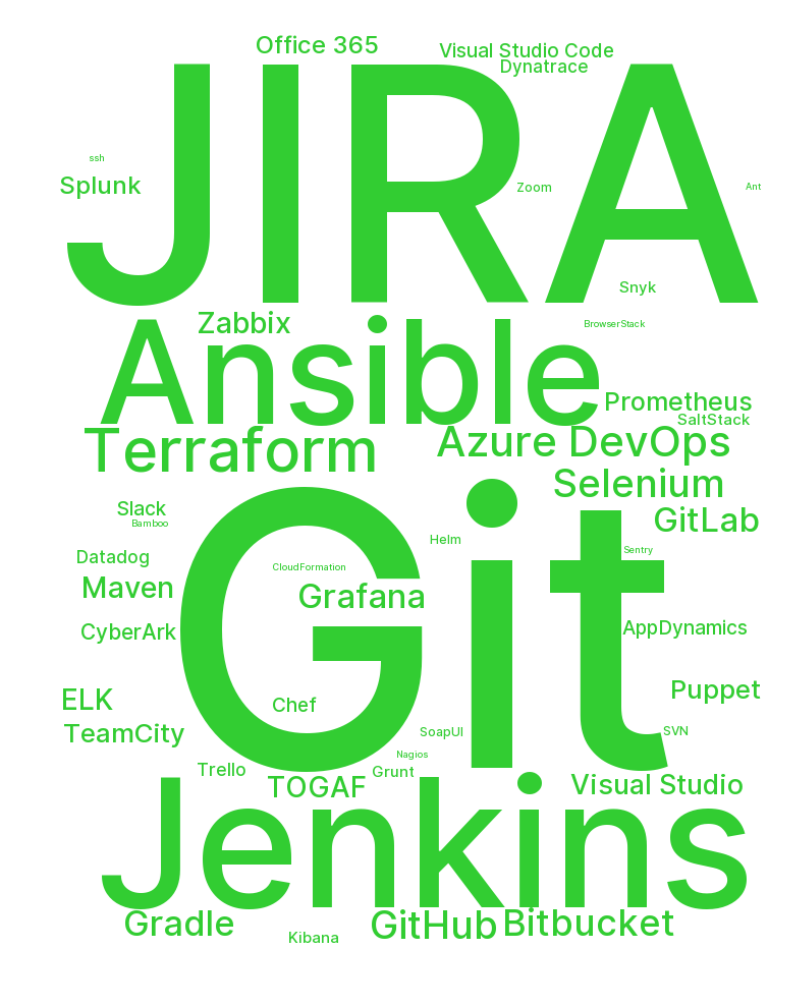 Office 365
Visual Studio Code
Dynatrace
JIRA
ssh
Splunk
Zoom
Ant
Snyk
Zabbix
BrowserStack
Ansible
Prometheus
SaltStack
Terraform
Azure DevOps
Selenium
Slack
Bamboo
GitLab
Git
Helm
Sentry
Datadog
CloudFormation
Maven
Grafana
CyberArk
AppDynamics
Puppet
ELK
Chef
TeamCity
SoapUI
SVN
Nagios
Trello
Grunt
TOGAF
Visual Studio
Jenkins
Gradle
GitHub
Bitbucket
Kibana